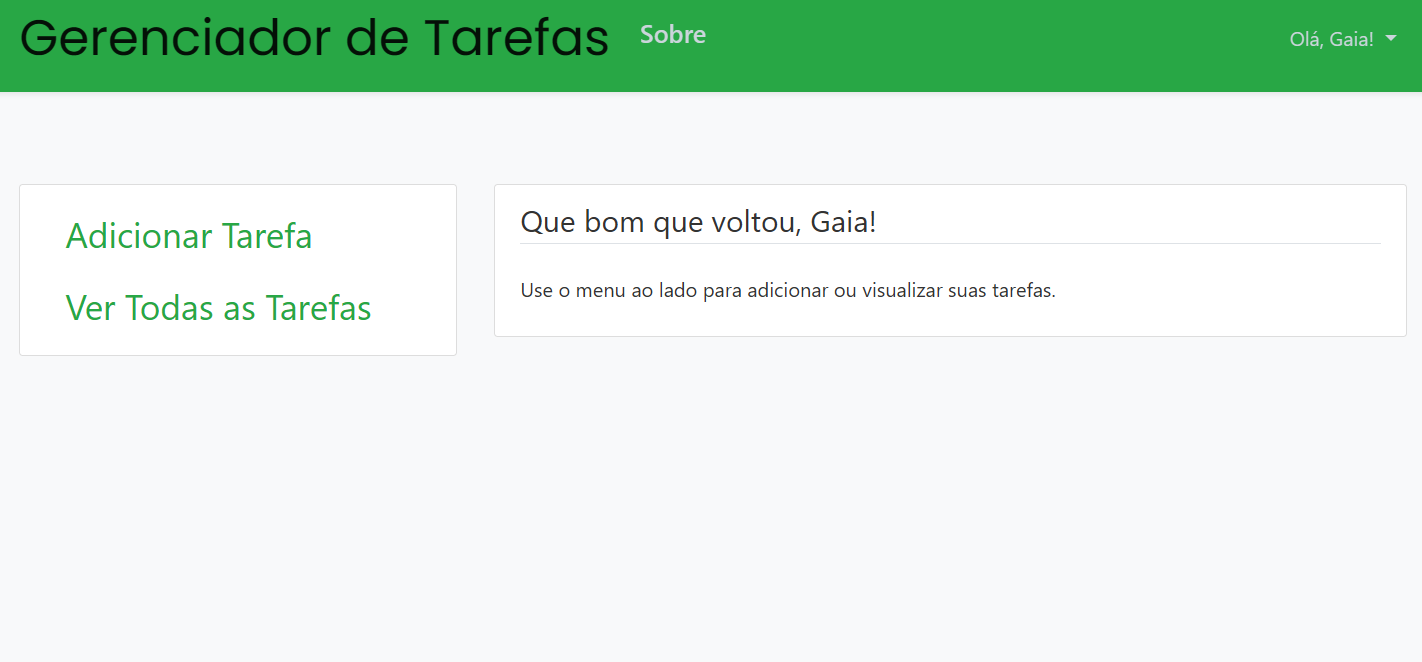 Gerenciador de Tarefas
Sobre
Olá, Gaia!
Adicionar Tarefa
Ver Todas as Tarefas
Que bom que voltou, Gaia!
Use o menu ao lado para adicionar ou visualizar suas tarefas.